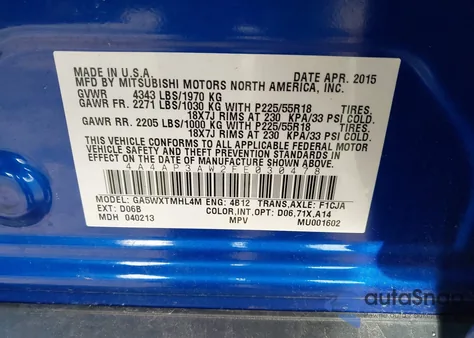 MADE IN U.S.A. DATE APR. 2015
MFD BY MITSUBISHI MOTORS NORTH AMERICA, INC.
GVWR 4343 LBS/1970 KG
GAWR FR. 2271 LBS/1030 KG WITH P225/55R18 TIRES,
18X7J RIMS AT 230 KPA/33 PSI COLD.
GAWR RR. 2205 LBS/1000 KG WITH P225/55R18 TIRES,
18X7J RIMS AT 230 KPA/33 PSI COLD.
THIS VEHICLE CONFORMS TO ALL APPLICABLE FEDERAL MOTOR
VEHICLE SAFETY AND THEFT PREVENTION STANDARDS IN
EFFECT ON THE DATE OF MANUFACTURE SHOWN ABOVE.
4A4AP3AW2FE030478
MODEL: GA5WXTMHL4M ENG: 4B12 TRANS,AXLE: F1CJA
EXT: D06B COLOR,INT,OPT: D06,71X,A14
MDH 040213 MPV MU001602
autoSnap